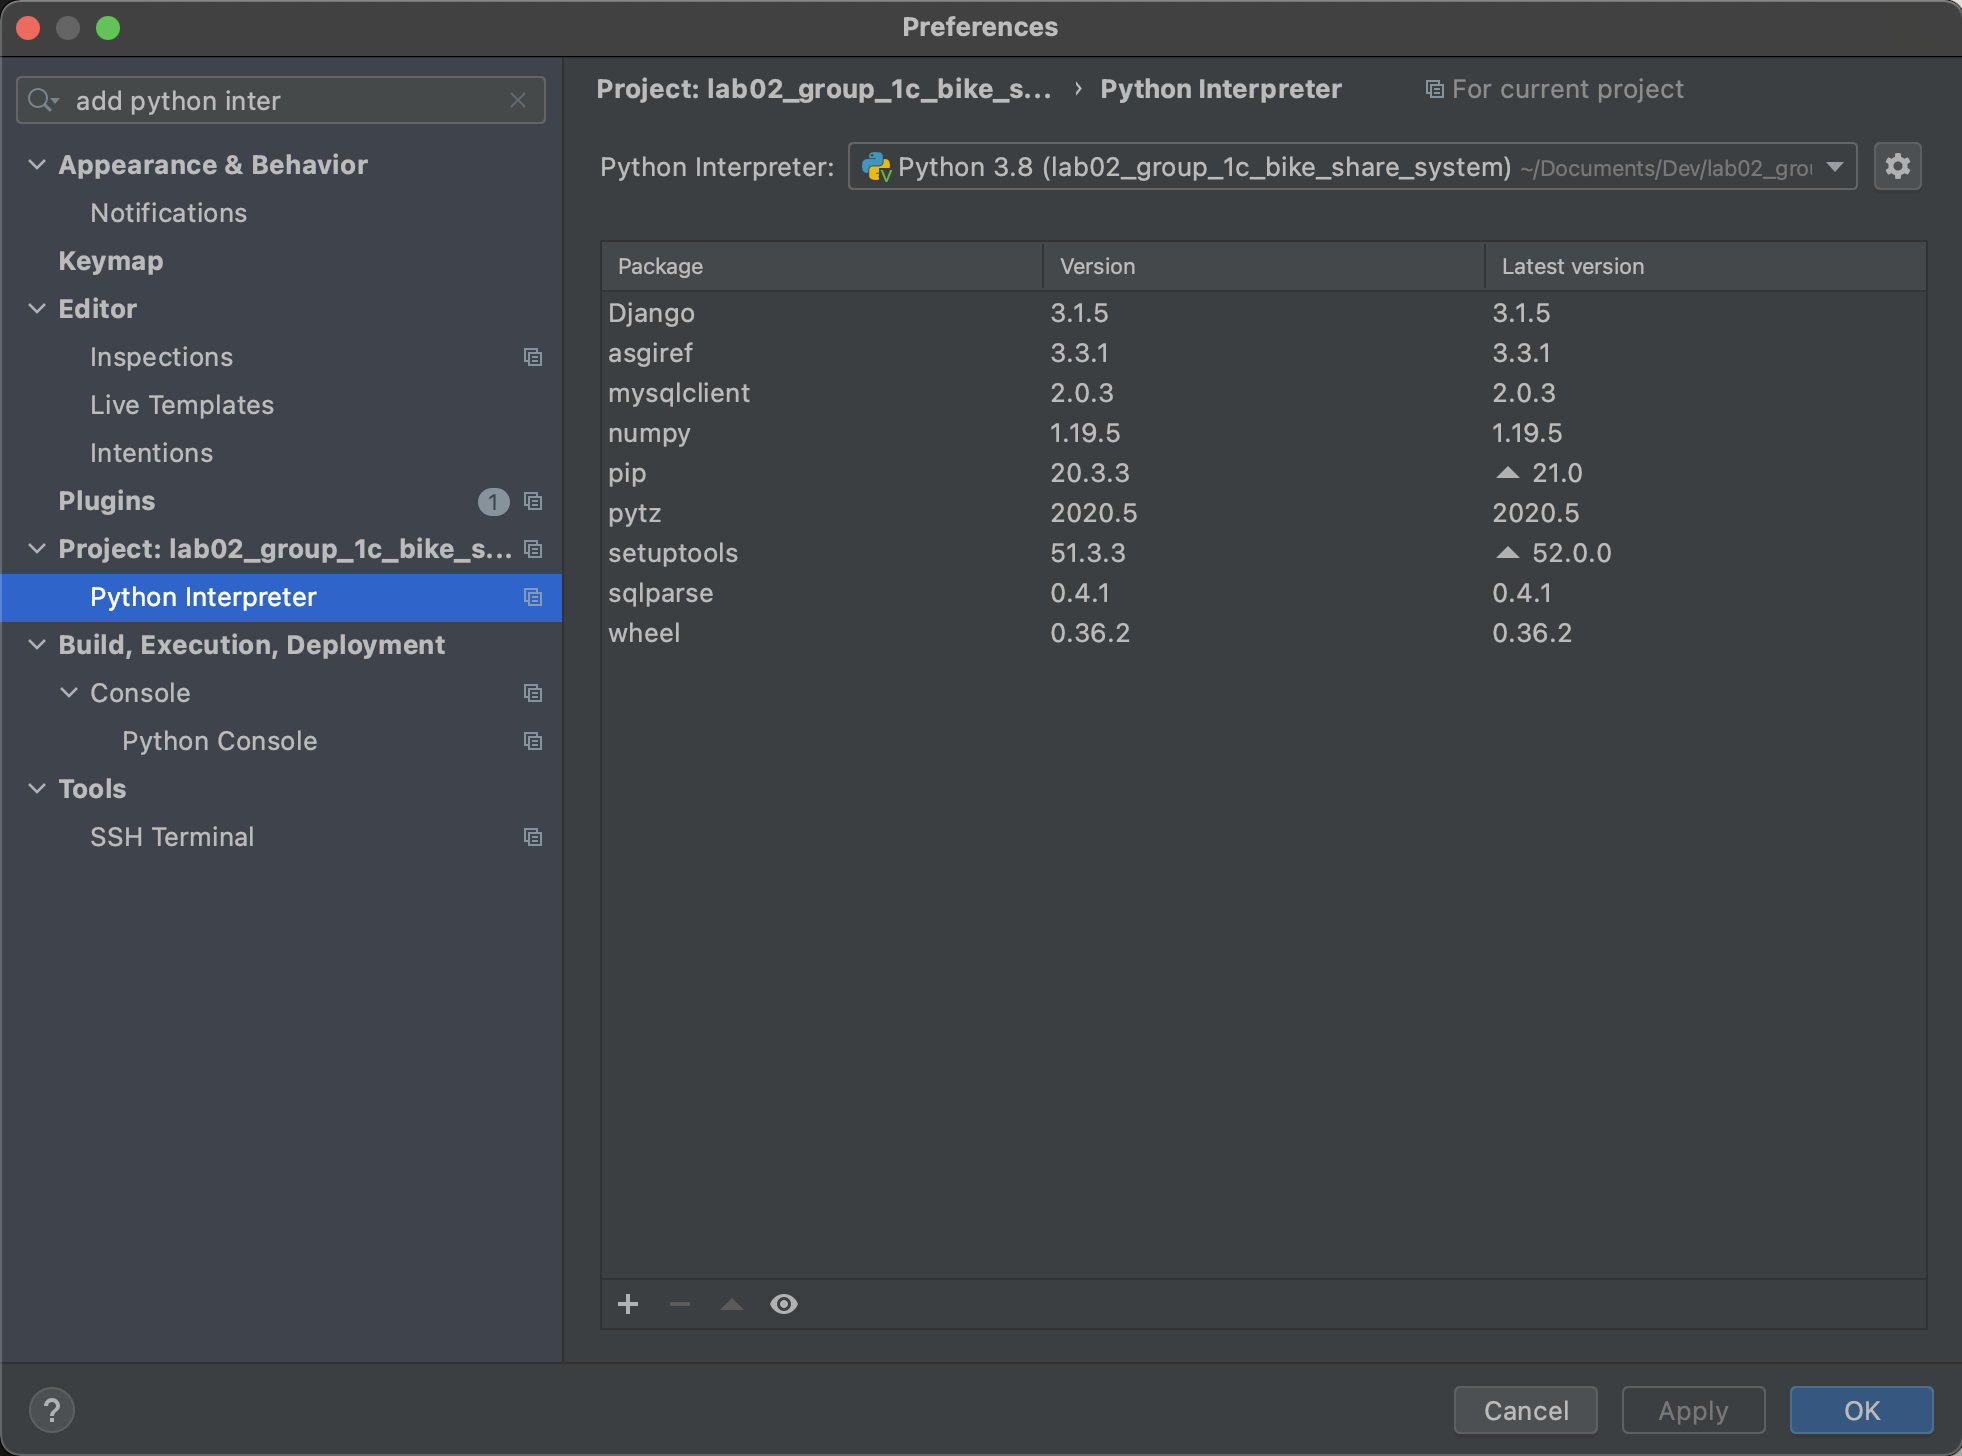 Preferences
add python inter
Appearance & Behavior
Notifications
Keymap
Editor
Inspections
Live Templates
Intentions
Plugins 1
Project: lab02_group_1c_bike_s...
Python Interpreter
Build, Execution, Deployment
Console
Python Console
Tools
SSH Terminal
Project: lab02_group_1c_bike_s... › Python Interpreter For current project
Python Interpreter: Python 3.8 (lab02_group_1c_bike_share_system) ~/Documents/Dev/lab02_grou
Package Version Latest version
Django 3.1.5 3.1.5
asgiref 3.3.1 3.3.1
mysqlclient 2.0.3 2.0.3
numpy 1.19.5 1.19.5
pip 20.3.3 21.0
pytz 2020.5 2020.5
setuptools 51.3.3 52.0.0
sqlparse 0.4.1 0.4.1
wheel 0.36.2 0.36.2
?
Cancel Apply OK